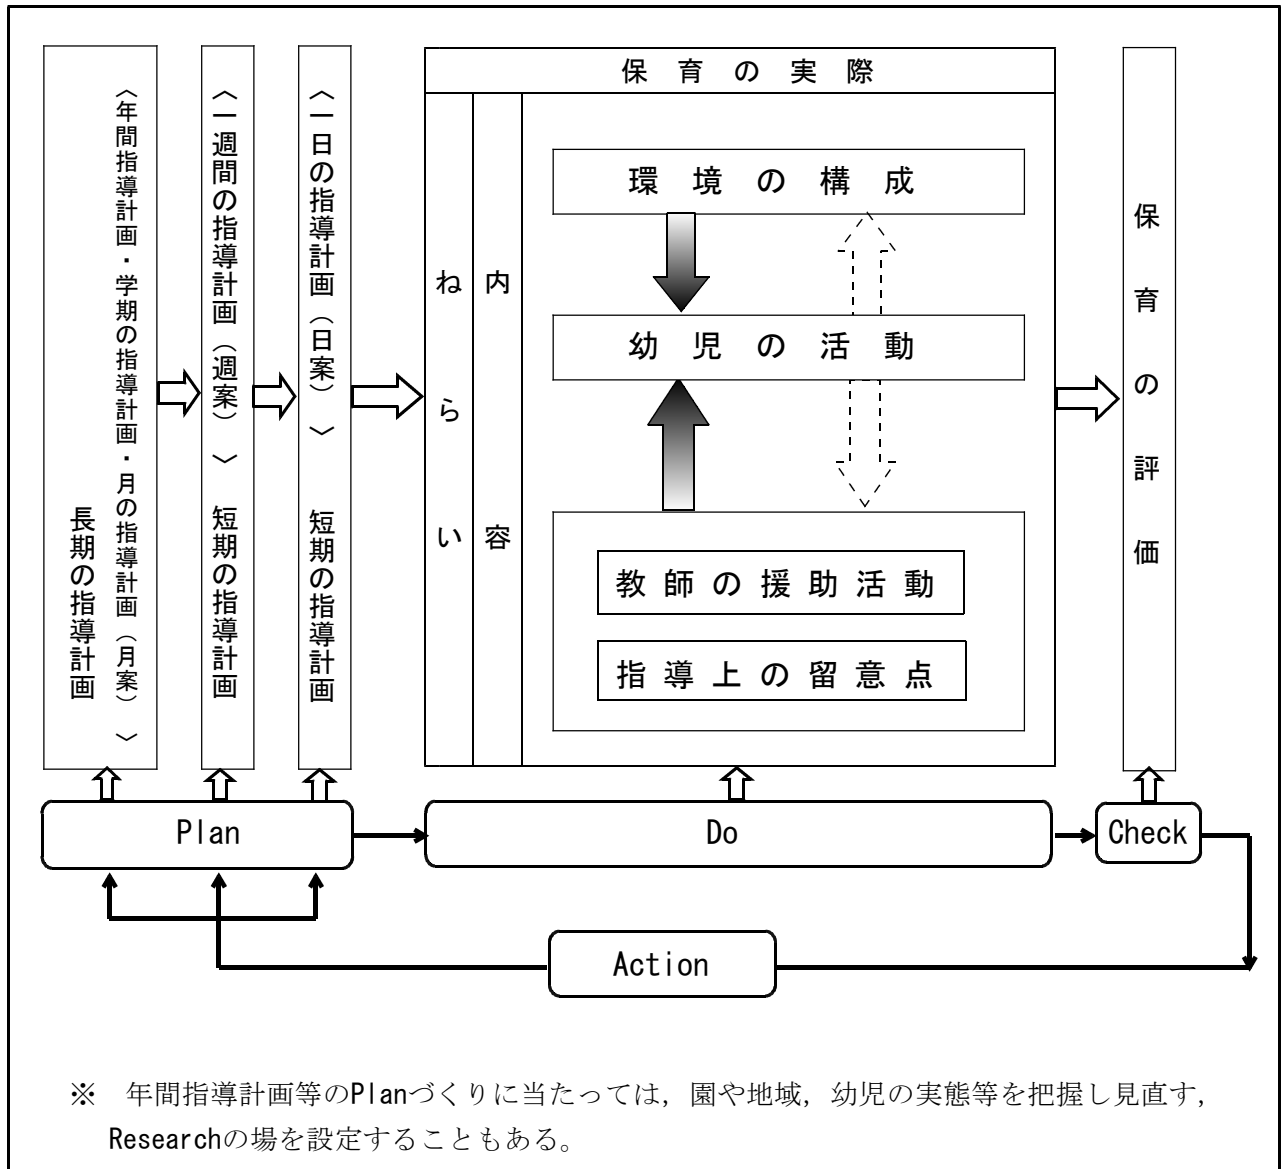 長期の指導計画
〈年間指導計画・学期の指導計画・月の指導計画(月案)〉
〈一週間の指導計画(週案)〉 短期の指導計画
〈一日の指導計画(日案)〉 短期の指導計画
保育の実際
ねらい
内容
環境の構成
幼児の活動
教師の援助活動
指導上の留意点
保育の評価
Plan
Do
Check
Action
※ 年間指導計画等のPlanづくりに当たっては,園や地域,幼児の実態等を把握し見直す,
Researchの場を設定することもある。